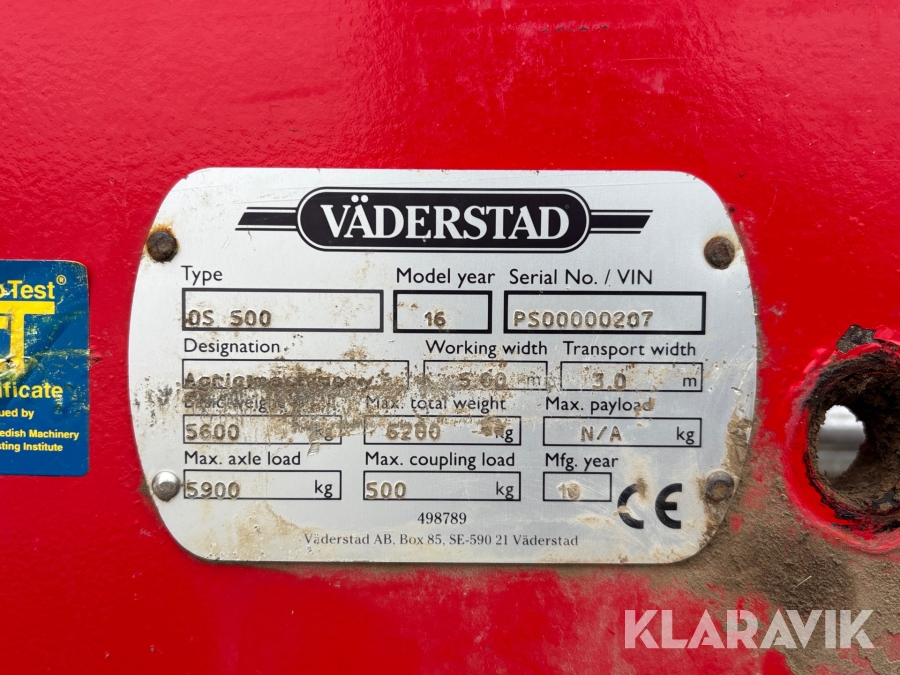 VÄDERSTAD
Type Model year Serial No. / VIN
OS 500 16 PS00000207
Designation Working width Transport width
5.00 m 3.0 m
Max. total weight Max. payload
5600 kg 6200 kg N/A kg
Max. axle load Max. coupling load Mfg. year
5900 kg 500 kg
CE
498789
Väderstad AB, Box 85, SE-590 21 Väderstad
Test®
ificate
ued by
edish Machinery
sting Institute
KLARAVIK